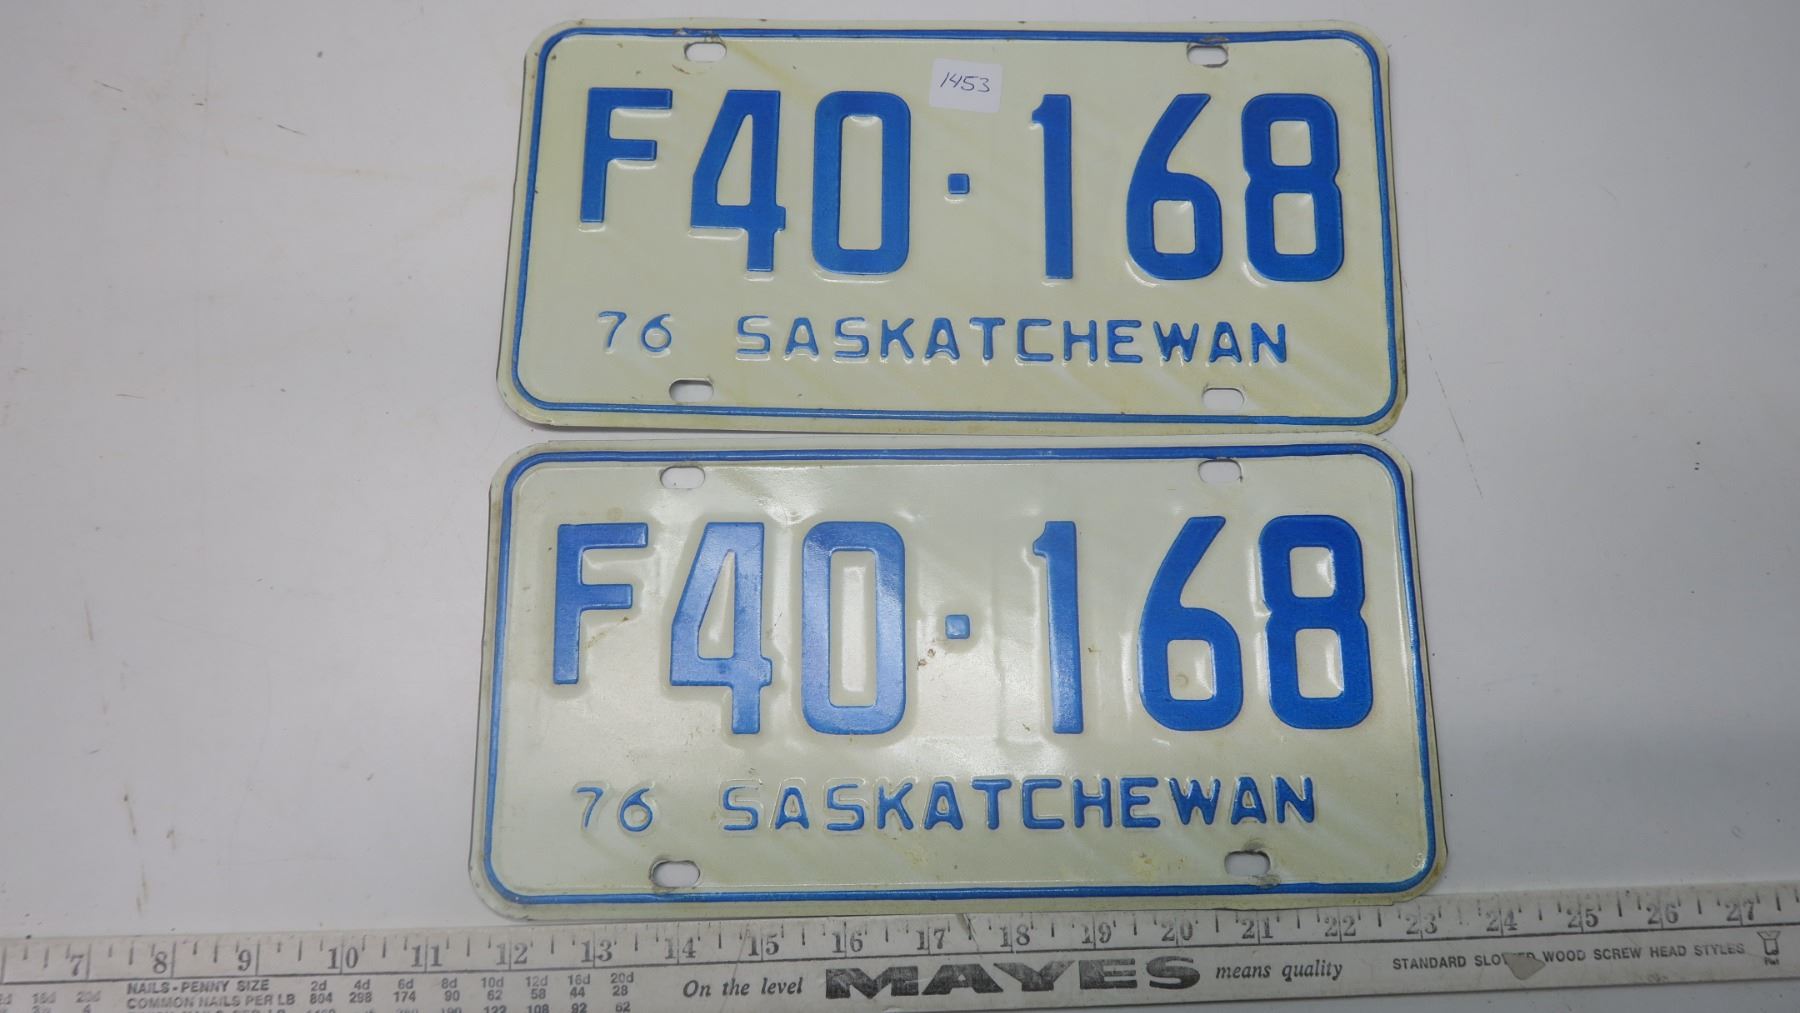 1453
F40·168
76 SASKATCHEWAN
F40·168
76 SASKATCHEWAN
7 8 9 10 11 12 13 14 15 16 17 18 19 20 21 22 23 24 25 26 27
NAILS - PENNY SIZE 2d 4d 6d 8d 10d 12d 16d 20d
COMMON NAILS PER LB 804 298 174 90 62 58 44 28
On the level MAYES means quality
STANDARD WOOD SCREW HEAD STYLES
Flat